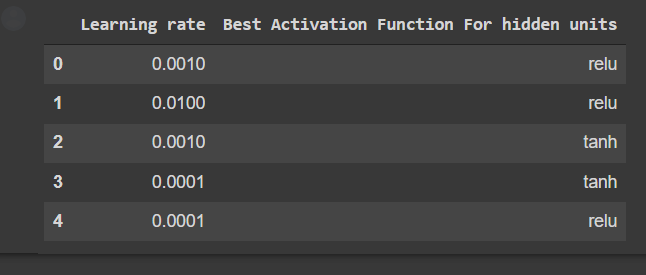 Learning rate Best Activation Function For hidden units
0 0.0010 relu
1 0.0100 relu
2 0.0010 tanh
3 0.0001 tanh
4 0.0001 relu